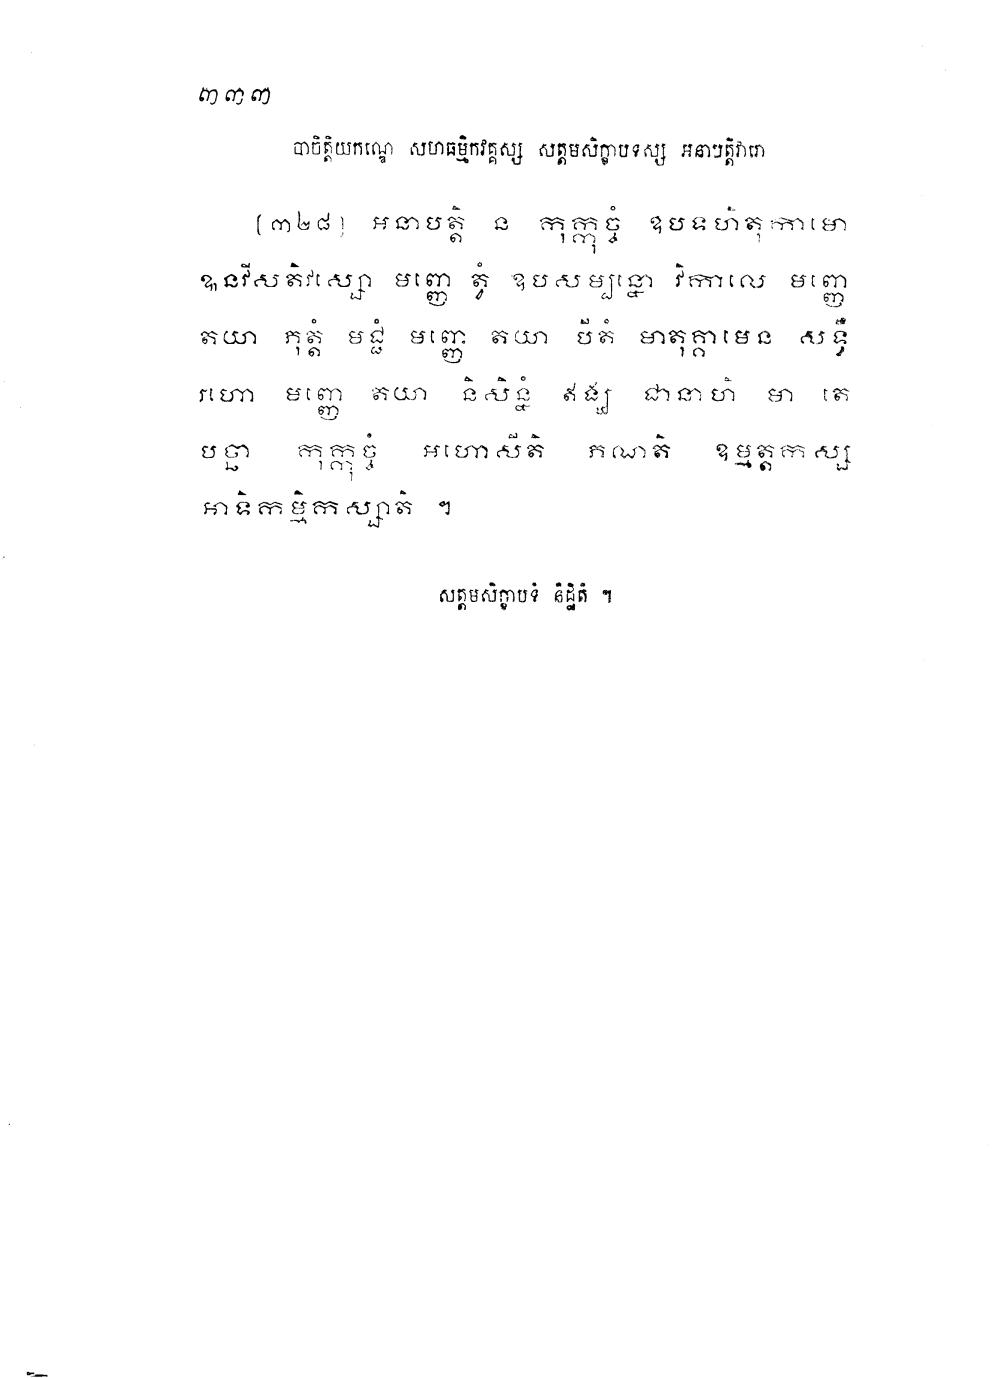 ៣៣៣
បាចិត្តិយកណ្ឌេ សហធម្មិកវគ្គស្ស សត្តមសិក្ខាបទស្ស អនាបត្តិវារោ
[៣២៨] អនាបត្តិ ន កុក្កុច្ចំ ឧបទហិតុកាមោ
ឩនវីសតិវស្សោ មញ្ញេ ត្វំ ឧបសម្បន្នោ វិកាលេ មញ្ញេ
តយា ភុត្តំ មជ្ជំ មញ្ញេ តយា បីតំ មាតុគ្គាមេន សទ្ធឹ
រហោ មញ្ញេ តយា និសិន្នំ ឥង្ឃ ជានាហិ មា តេ
បច្ឆា កុក្កុច្ចំ អហោសីតិ ភណតិ ឧម្មត្តកស្ស
អាទិកម្មិកស្សាតិ ។
សត្តមសិក្ខាបទំ និដ្ឋិតំ ។